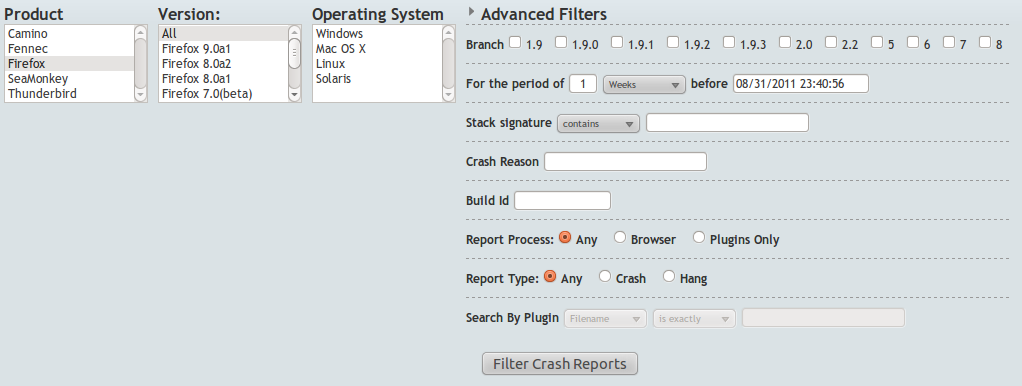 Product
Camino
Fennec
Firefox
SeaMonkey
Thunderbird
Version:
All
Firefox 9.0a1
Firefox 8.0a2
Firefox 8.0a1
Firefox 7.0(beta)
Operating System
Windows
Mac OS X
Linux
Solaris
Advanced Filters
Branch 1.9 1.9.0 1.9.1 1.9.2 1.9.3 2.0 2.2 5 6 7 8
For the period of 1 Weeks before 08/31/2011 23:40:56
Stack signature contains
Crash Reason
Build Id
Report Process: Any Browser Plugins Only
Report Type: Any Crash Hang
Search By Plugin Filename is exactly
Filter Crash Reports